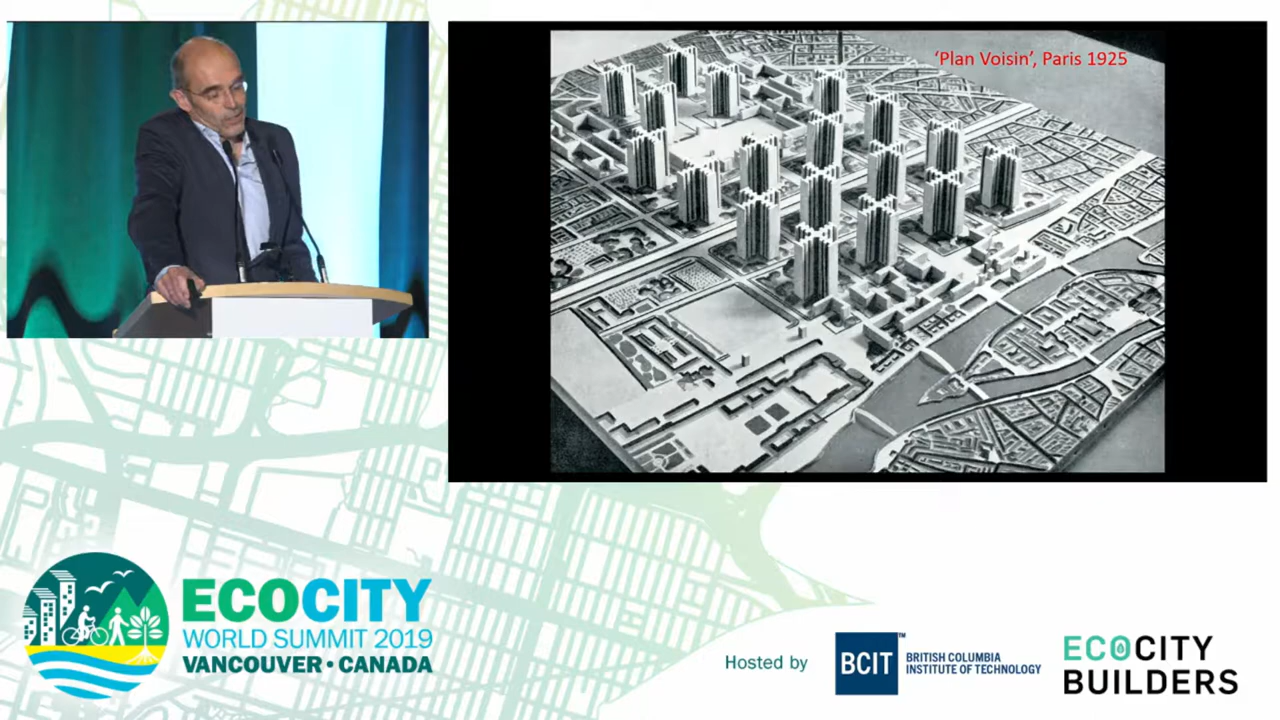 'Plan Voisin', Paris 1925
ECOCITY
WORLD SUMMIT 2019
VANCOUVER • CANADA
Hosted by
BCIT™
BRITISH COLUMBIA
INSTITUTE OF TECHNOLOGY
ECOCITY
BUILDERS